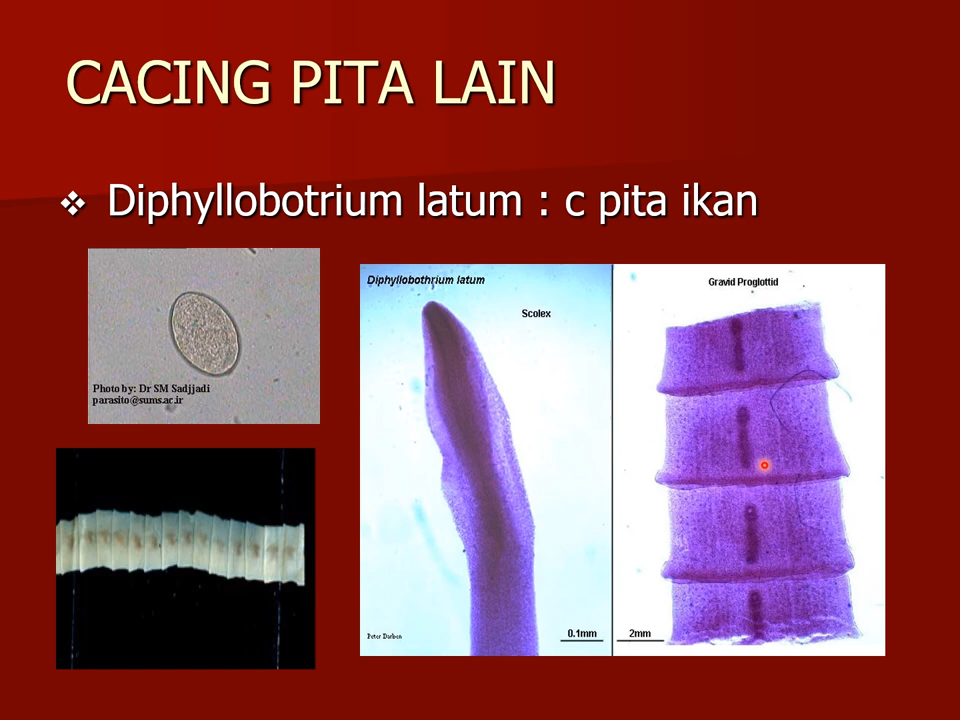 CACING PITA LAIN
❖ Diphyllobotrium latum : c pita ikan
Photo by: Dr SM Sadjjadi
parasito@sums.ac.ir
Diphyllobothrium latum
Scolex
Peter Darben
0.1mm
Gravid Proglottid
2mm